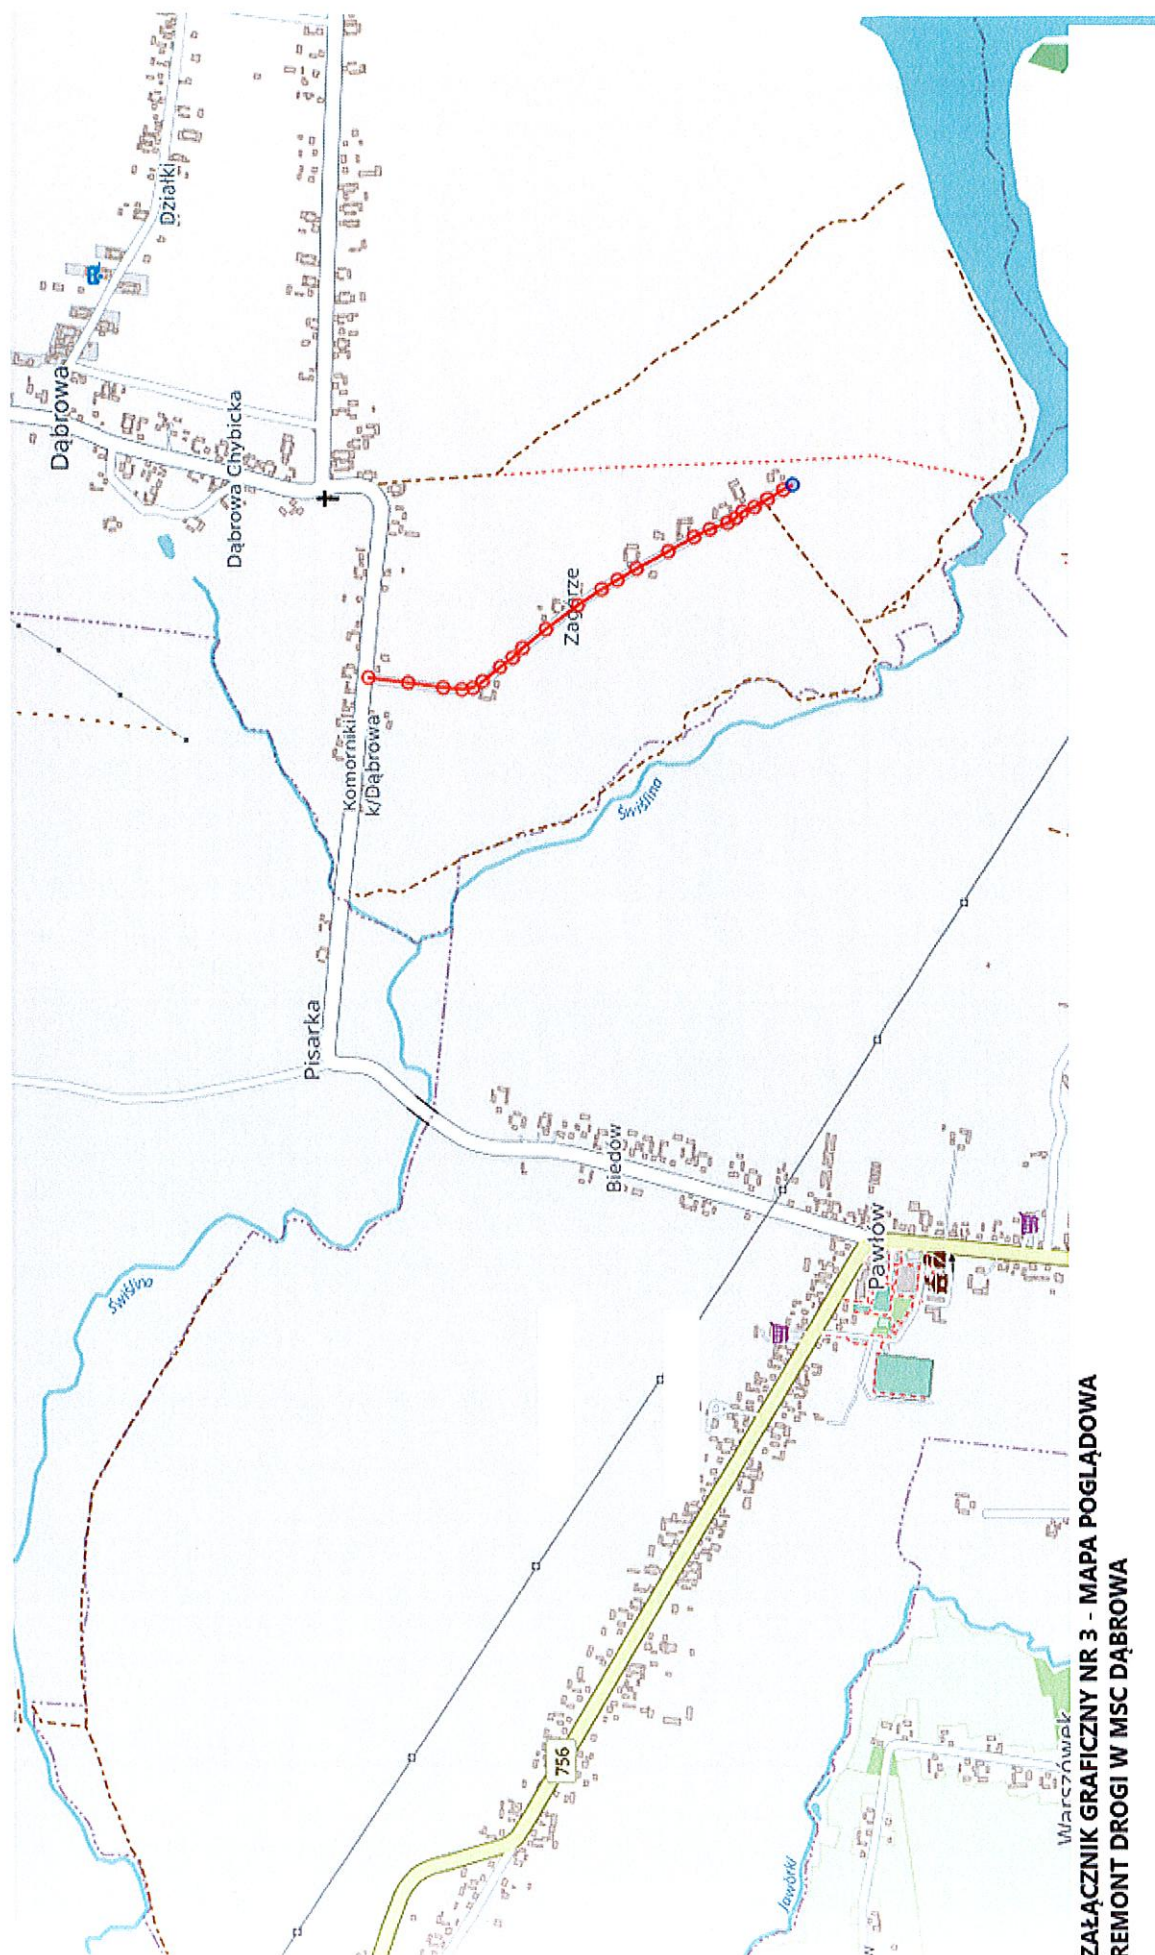 Dąbrowa
Działki
Dąbrowa Chybicka
Komorniki
k/Dąbrowa
Zagórze
Pisarka
Świślina
Świślina
Biedów
Pawłów
756
Jawórki
Warszówek
ZAŁĄCZNIK GRAFICZNY NR 3 - MAPA POGLĄDOWA
REMONT DROGI W MSC DĄBROWA